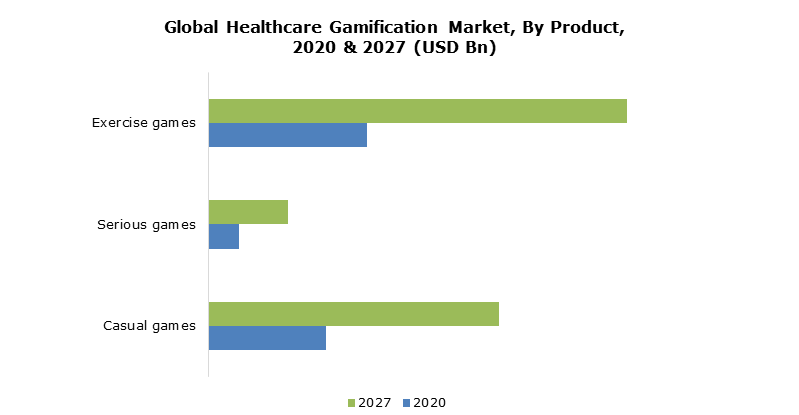 Global Healthcare Gamification Market, By Product,
2020 & 2027 (USD Bn)
Exercise games
Serious games
Casual games
2027 2020